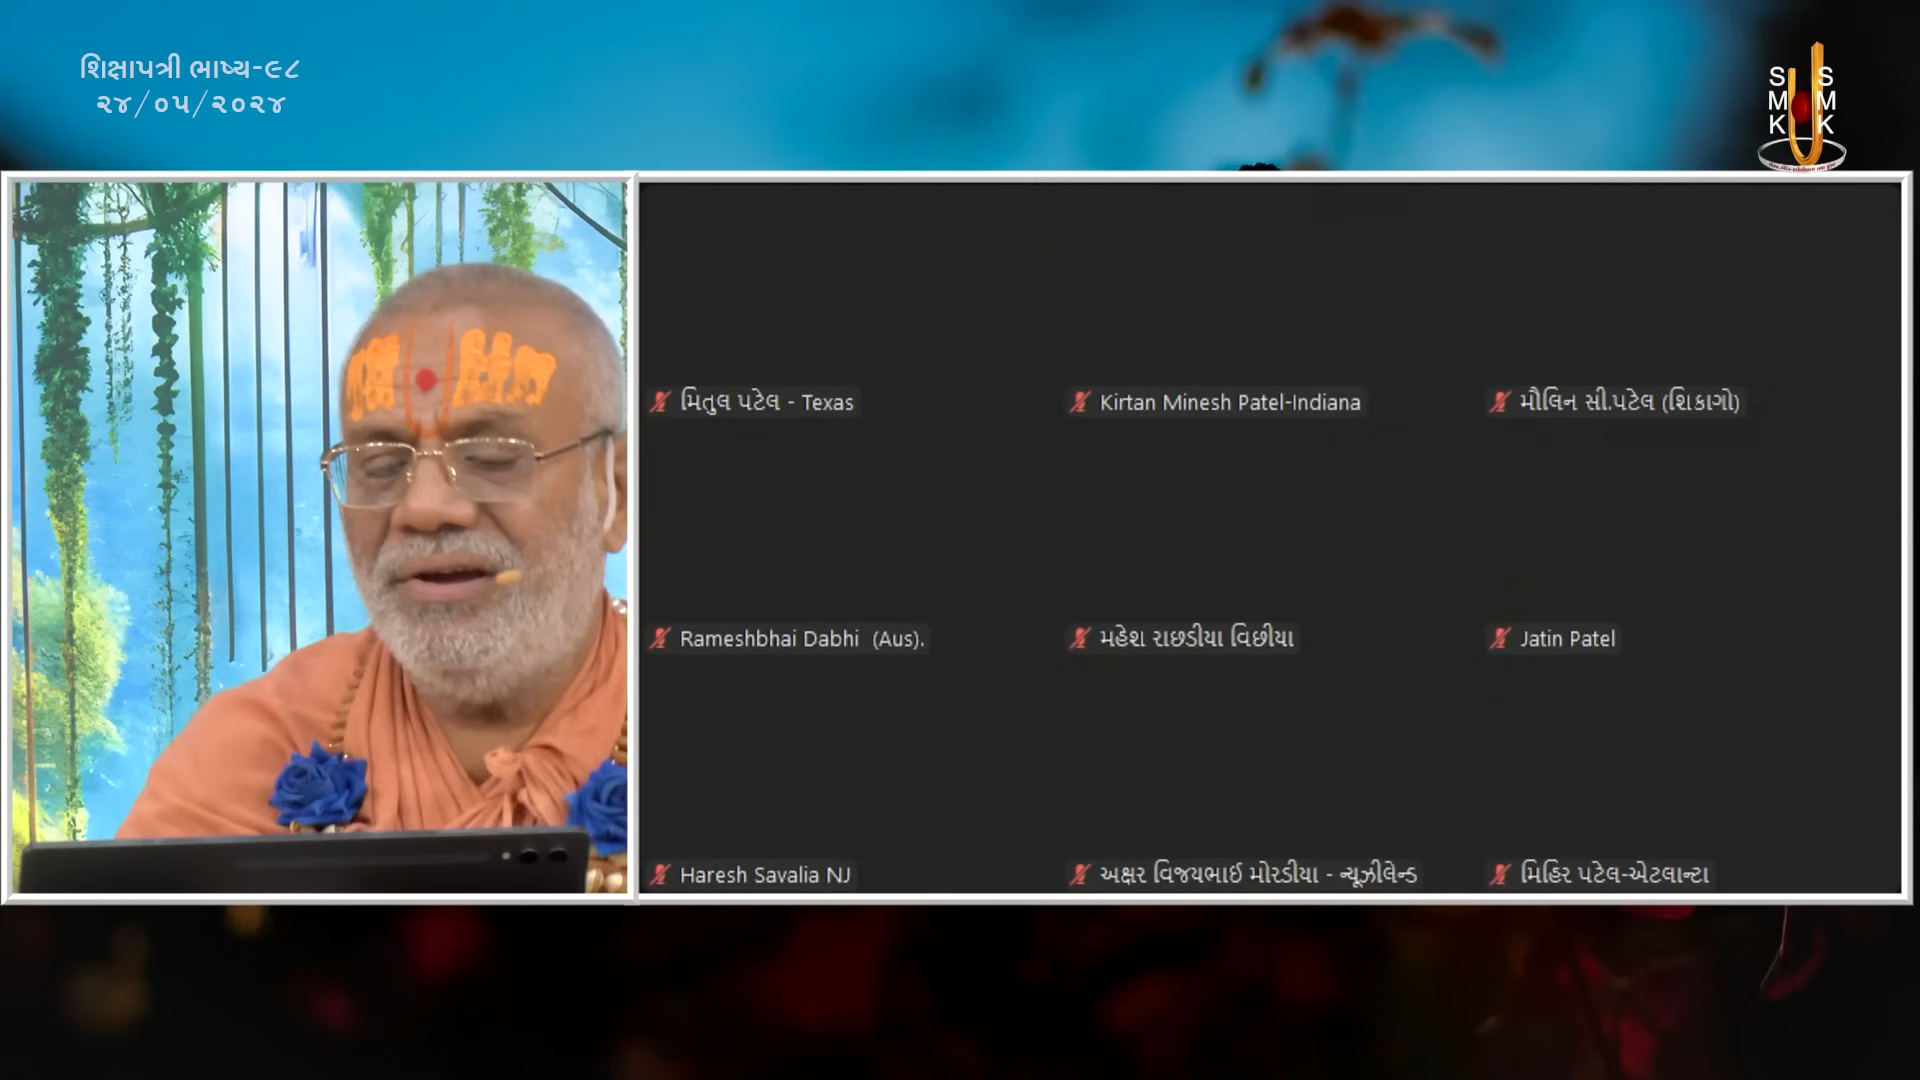 શિક્ષાપત્રી ભાષ્ય-૯૮
૨૪/૦૫/૨૦૨૪
S S
M M
K K
મિતુલ પટેલ - Texas
Kirtan Minesh Patel-Indiana
મૌલિન સી.પટેલ (શિકાગો)
Rameshbhai Dabhi (Aus).
મહેશ રાછડીયા વિછીયા
Jatin Patel
Haresh Savalia NJ
અક્ષર વિજયભાઈ મોરડીયા - ન્યૂઝીલેન્ડ
મિહિર પટેલ-એટલાન્ટા